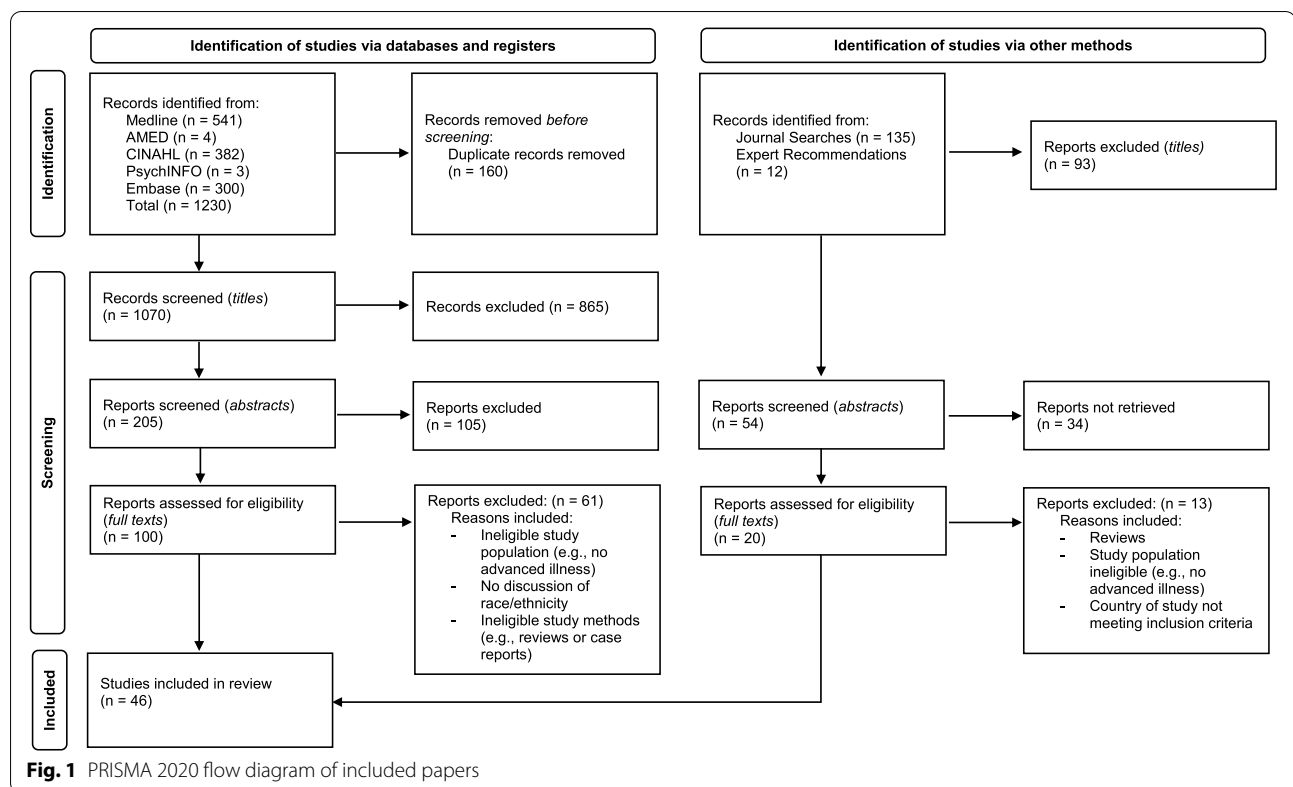 Identification of studies via databases and registers
Identification of studies via other methods
Identification
Records identified from:
Medline (n = 541)
AMED (n = 4)
CINAHL (n = 382)
PsychINFO (n = 3)
Embase (n = 300)
Total (n = 1230)
Records removed before
screening:
Duplicate records removed
(n = 160)
Records identified from:
Journal Searches (n = 135)
Expert Recommendations
(n = 12)
Reports excluded (titles)
(n = 93)
Screening
Records screened (titles)
(n = 1070)
Records excluded (n = 865)
Reports screened (abstracts)
(n = 205)
Reports excluded
(n = 105)
Reports screened (abstracts)
(n = 54)
Reports not retrieved
(n = 34)
Reports assessed for eligibility
(full texts)
(n = 100)
Reports excluded: (n = 61)
Reasons included:
- Ineligible study
population (e.g., no
advanced illness)
- No discussion of
race/ethnicity
- Ineligible study methods
(e.g., reviews or case
reports)
Reports assessed for eligibility
(full texts)
(n = 20)
Reports excluded: (n = 13)
Reasons included:
- Reviews
- Study population
ineligible (e.g., no
advanced illness)
- Country of study not
meeting inclusion criteria
Included
Studies included in review
(n = 46)
Fig. 1 PRISMA 2020 flow diagram of included papers